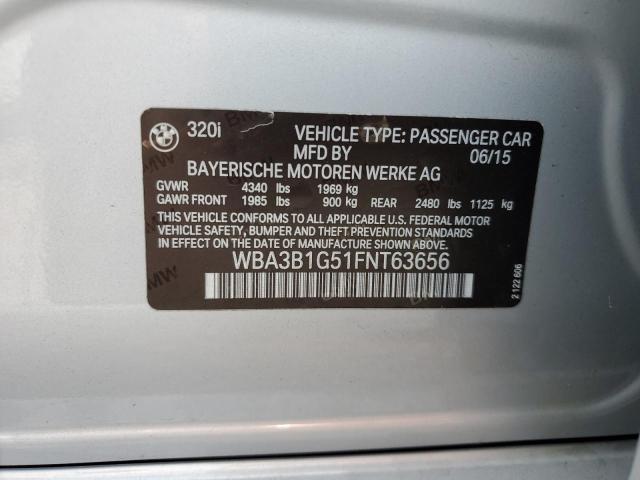 320i VEHICLE TYPE: PASSENGER CAR
MFD BY 06/15
BAYERISCHE MOTOREN WERKE AG
GVWR 4340 lbs 1969 kg
GAWR FRONT 1985 lbs 900 kg REAR 2480 lbs 1125 kg
THIS VEHICLE CONFORMS TO ALL APPLICABLE U.S. FEDERAL MOTOR
VEHICLE SAFETY, BUMPER AND THEFT PREVENTION STANDARDS
IN EFFECT ON THE DATE OF MANUFACTURE SHOWN ABOVE.
WBA3B1G51FNT63656
2 122 606
BMW